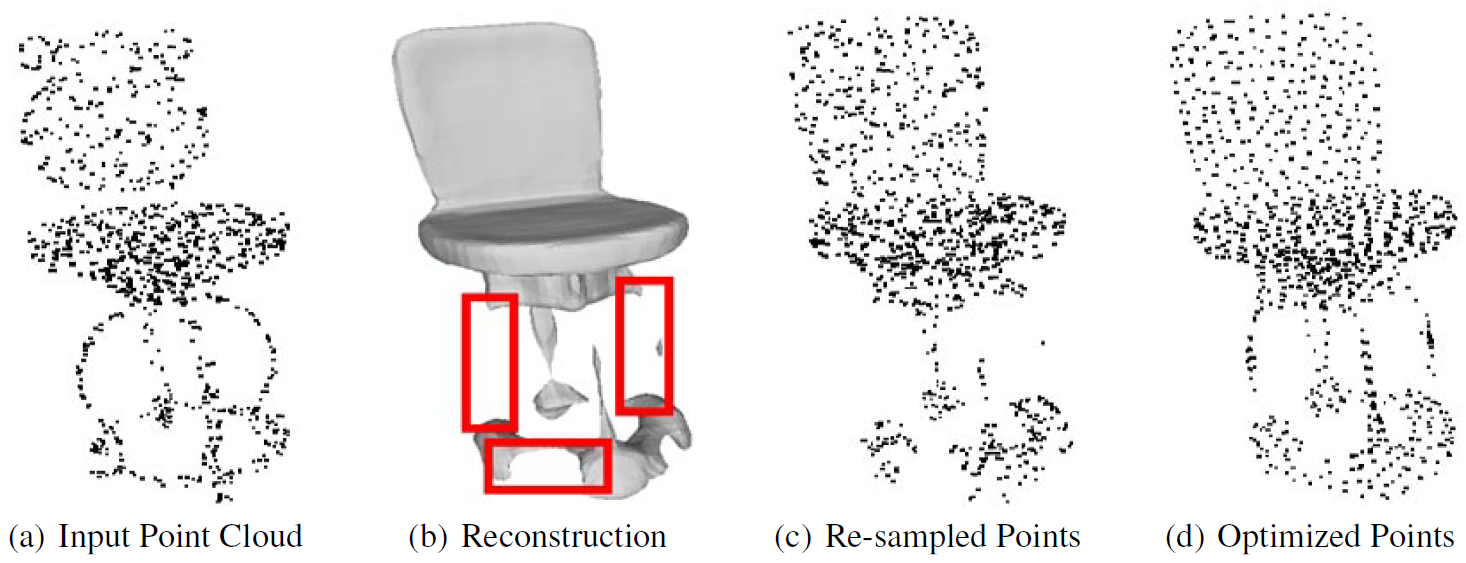 (a) Input Point Cloud
(b) Reconstruction
(c) Re-sampled Points
(d) Optimized Points